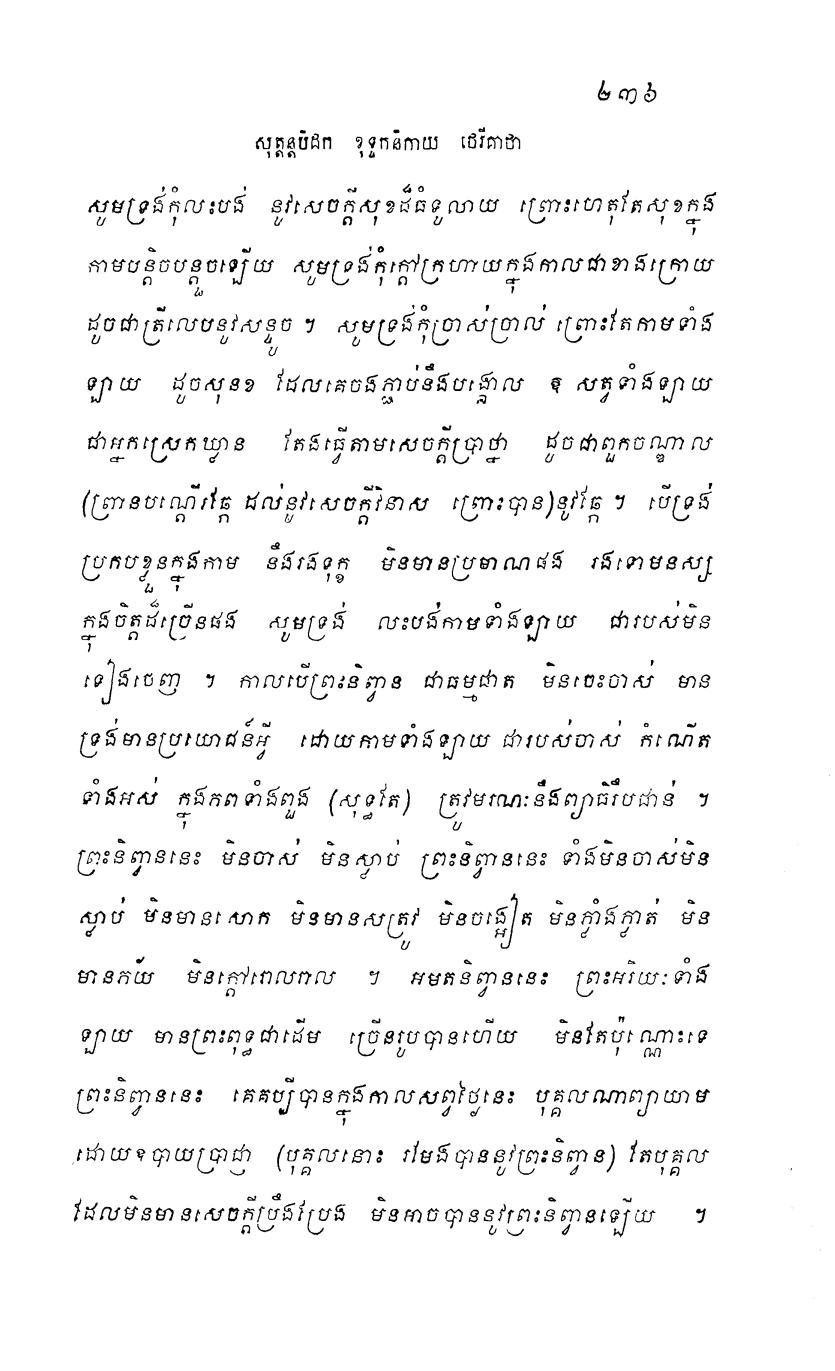 ២៣៦
សុត្តន្តបិដក ខុទ្ទកនិកាយ ថេរីគាថា
សូមទ្រង់កុំលះបង់ នូវសេចក្តីសុខដ៏ធំទូលាយ ព្រោះហេតុតែសុខក្នុង
កាមបន្តិចបន្តួចឡើយ សូមទ្រង់កុំក្តៅក្រហាយក្នុងកាលជាខាងក្រោយ
ដូចជាត្រីលេបនូវសន្ទូច ។ សូមទ្រង់កុំប្រាស់ប្រាល់ ព្រោះតែកាមទាំង
ឡាយ ដូចសុនខ ដែលគេចងភ្ជាប់នឹងបង្គោល ឧ សត្វទាំងឡាយ
ជាអ្នកស្រេកឃ្លាន តែងធ្វើតាមសេចក្តីប្រាថ្នា ដូចជាពួកចណ្ឌាល
(ព្រានបណ្តើរឆ្កែ ដល់នូវសេចក្តីវិនាស ព្រោះបាន)នូវឆ្កែ ។ បើទ្រង់
ប្រកបខ្លួនក្នុងកាម នឹងរងទុក្ខ មិនមានប្រមាណផង រងទោមនស្ស
ក្នុងចិត្តដ៏ច្រើនផង សូមទ្រង់ លះបង់កាមទាំងឡាយ ជារបស់មិន
ទៀងចេញ ។ កាលបើព្រះនិព្វាន ជាធម្មជាត មិនចេះចាស់ មាន
ទ្រង់មានប្រយោជន៍អ្វី ដោយកាមទាំងឡាយ ជារបស់ចាស់ កំណើត
ទាំងអស់ ក្នុងភពទាំងពួង (សុទ្ធតែ) ត្រូវមរណៈនឹងព្យាធិរឹបជាន់ ។
ព្រះនិព្វាននេះ មិនចាស់ មិនស្លាប់ ព្រះនិព្វាននេះ ទាំងមិនចាស់មិន
ស្លាប់ មិនមានសោក មិនមានសត្រូវ មិនចង្អៀត មិនភ្លាំងភ្លាត់ មិន
មានភ័យ មិនក្តៅរោលរាល ។ អមតនិព្វាននេះ ព្រះអរិយៈទាំង
ឡាយ មានព្រះពុទ្ធជាដើម ច្រើនរូបបានហើយ មិនតែប៉ុណ្ណោះទេ
ព្រះនិព្វាននេះ គេគប្បីបានក្នុងកាលសព្វថ្ងៃនេះ បុគ្គលណាព្យាយាម
ដោយឧបាយប្រាជ្ញា (បុគ្គលនោះ រមែងបាននូវព្រះនិព្វាន) តែបុគ្គល
ដែលមិនមានសេចក្តីប្រឹងប្រែង មិនអាចបាននូវព្រះនិព្វានឡើយ ។